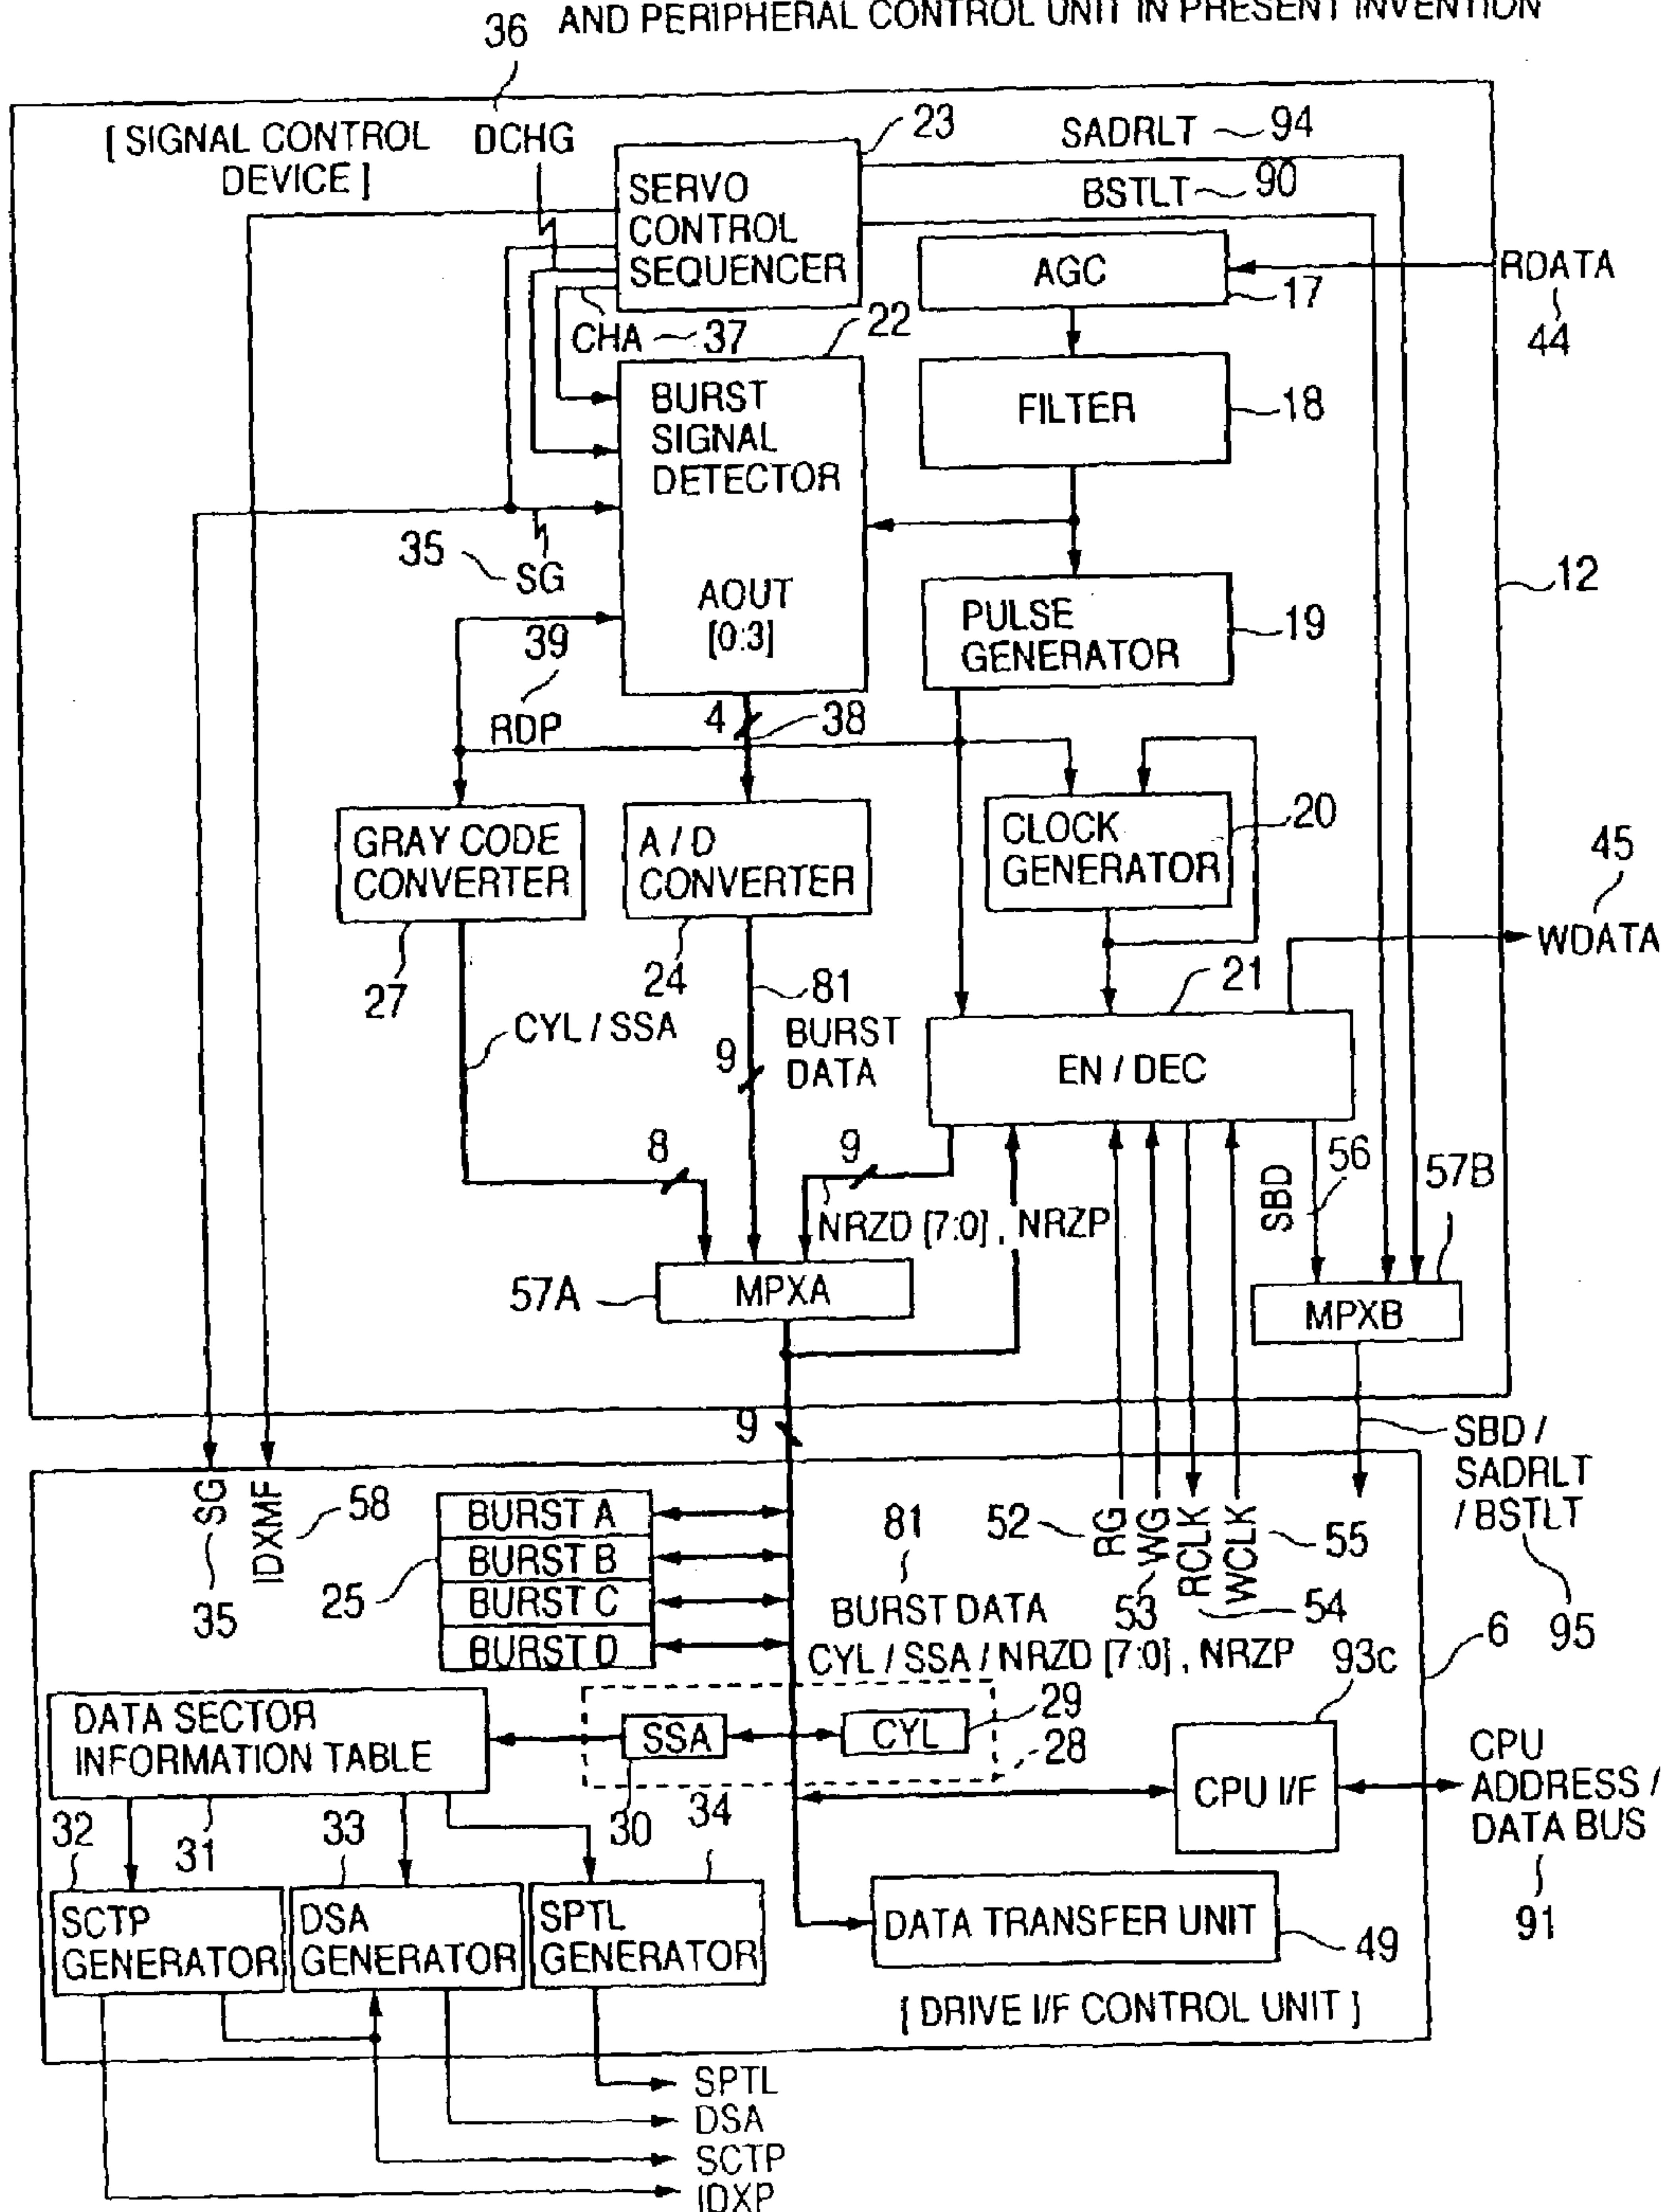 AND PERIPHERAL CONTROL UNIT IN PRESENT INVENTION
36
[ SIGNAL CONTROL
DEVICE ]
DCHG
23
SADRLT 94
BSTLT 90
SERVO
CONTROL
SEQUENCER
AGC
17
RDATA
44
CHA 37
22
BURST
SIGNAL
DETECTOR
FILTER
18
35
SG
12
AOUT
[0:3]
PULSE
GENERATOR
19
39
RDP
4
38
GRAY CODE
CONVERTER
27
A / D
CONVERTER
24
CLOCK
GENERATOR
20
45
WDATA
21
81
BURST
DATA
CYL / SSA
9
EN / DEC
8
9
NRZD [7:0] , NRZP
SBD
56
57B
57A
MPXA
MPXB
9
SBD /
SADRLT
/ BSTLT
95
SG
35
IDXMF
58
BURST A
BURST B
BURST C
BURST D
25
81
BURST DATA
CYL / SSA / NRZD [7:0] , NRZP
52
RG
WG
53
RCLK
54
WCLK
55
6
93c
DATA SECTOR
INFORMATION TABLE
SSA
CYL
29
28
30
CPU I/F
CPU
ADDRESS /
DATA BUS
91
32
31
33
34
SCTP
GENERATOR
DSA
GENERATOR
SPTL
GENERATOR
DATA TRANSFER UNIT
49
[ DRIVE I/F CONTROL UNIT ]
SPTL
DSA
SCTP
IDXP